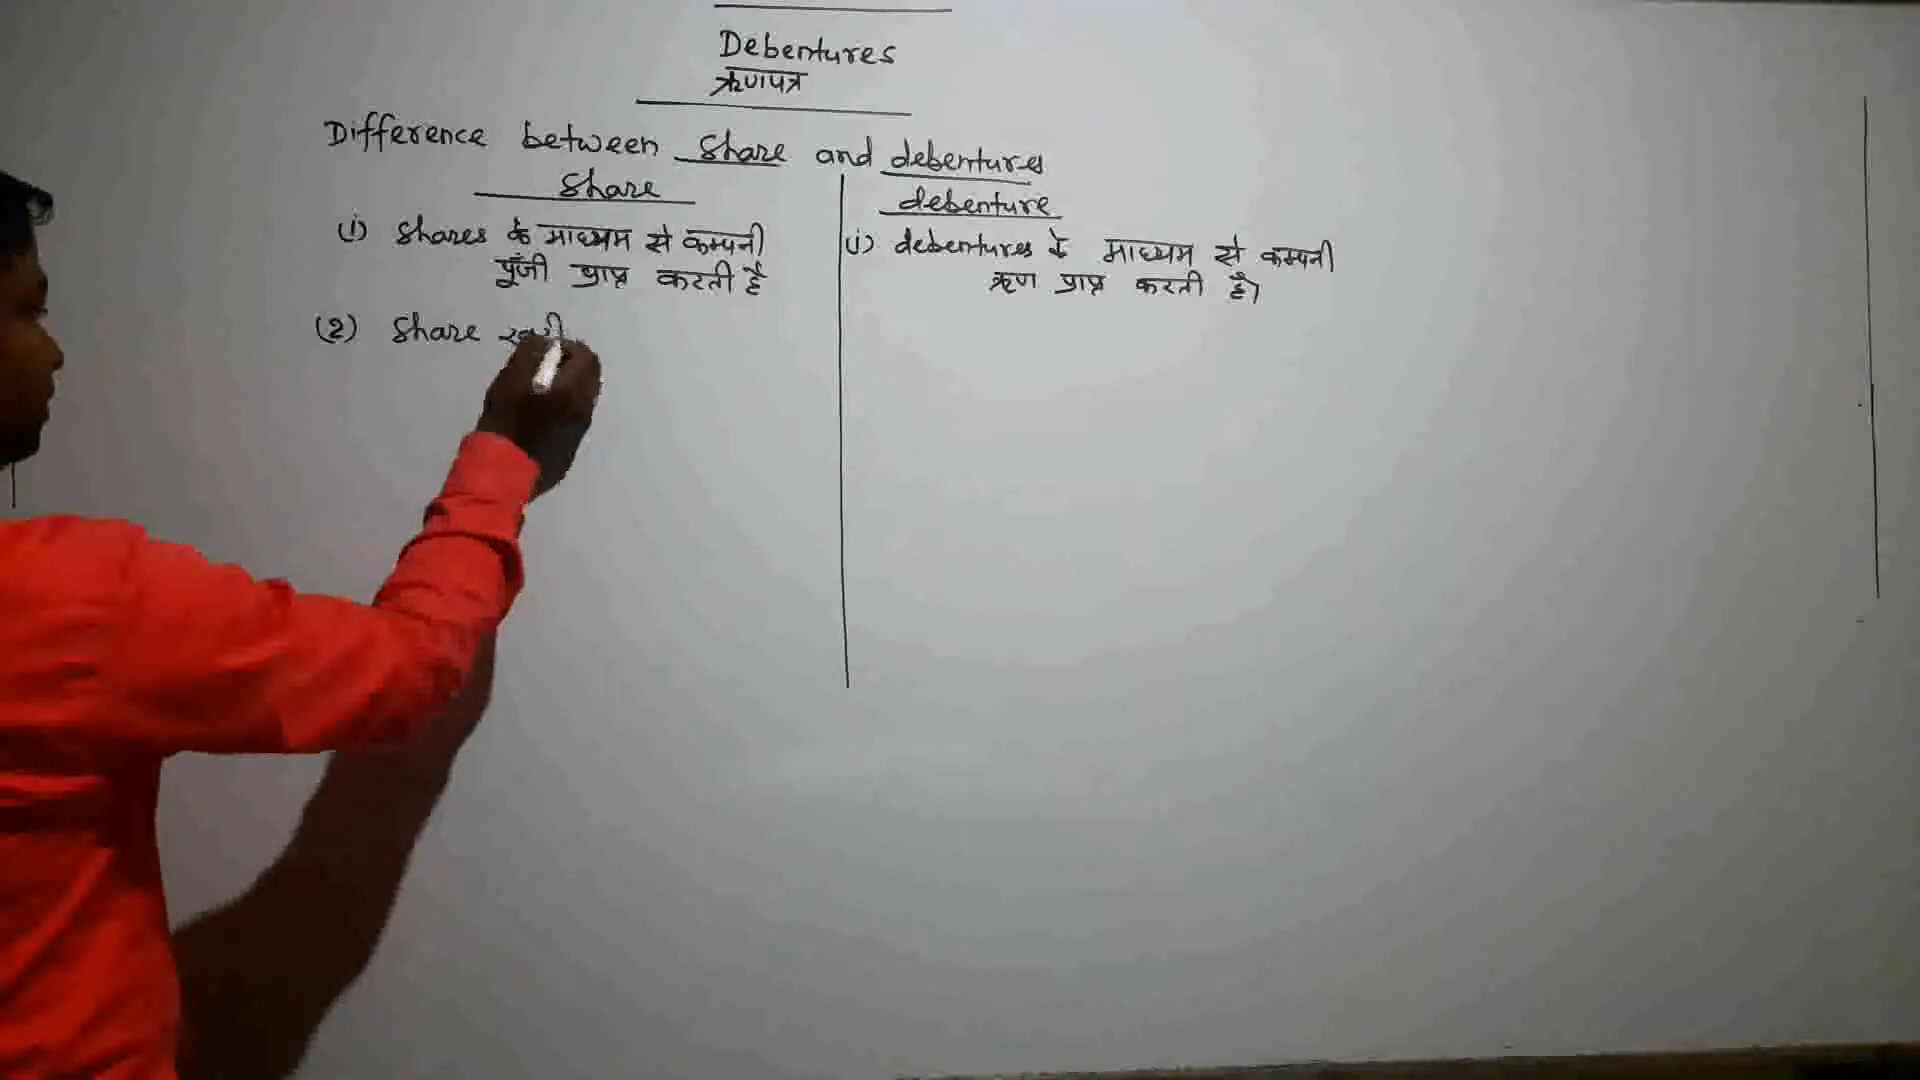 Debentures
ऋणपत्र
Difference between share and debentures
Share
debenture
(i) shares के माध्यम से कम्पनी
पूँजी प्राप्त करती है
(i) debentures के माध्यम से कम्पनी
ऋण प्राप्त करती है।
(2) share